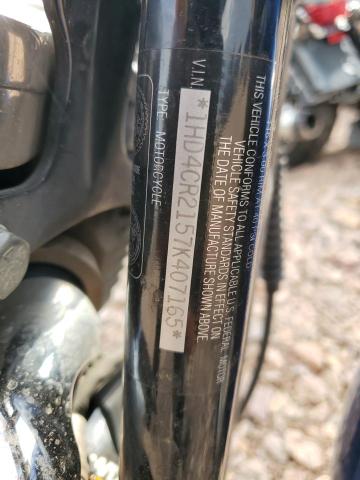 THIS VEHICLE CONFORMS TO ALL APPLICABLE U.S. FEDERAL MOTOR
VEHICLE SAFETY STANDARDS IN EFFECT ON
THE DATE OF MANUFACTURE SHOWN ABOVE
V.I.N.
*1HD4CR2157K407165*
TYPE: MOTORCYCLE